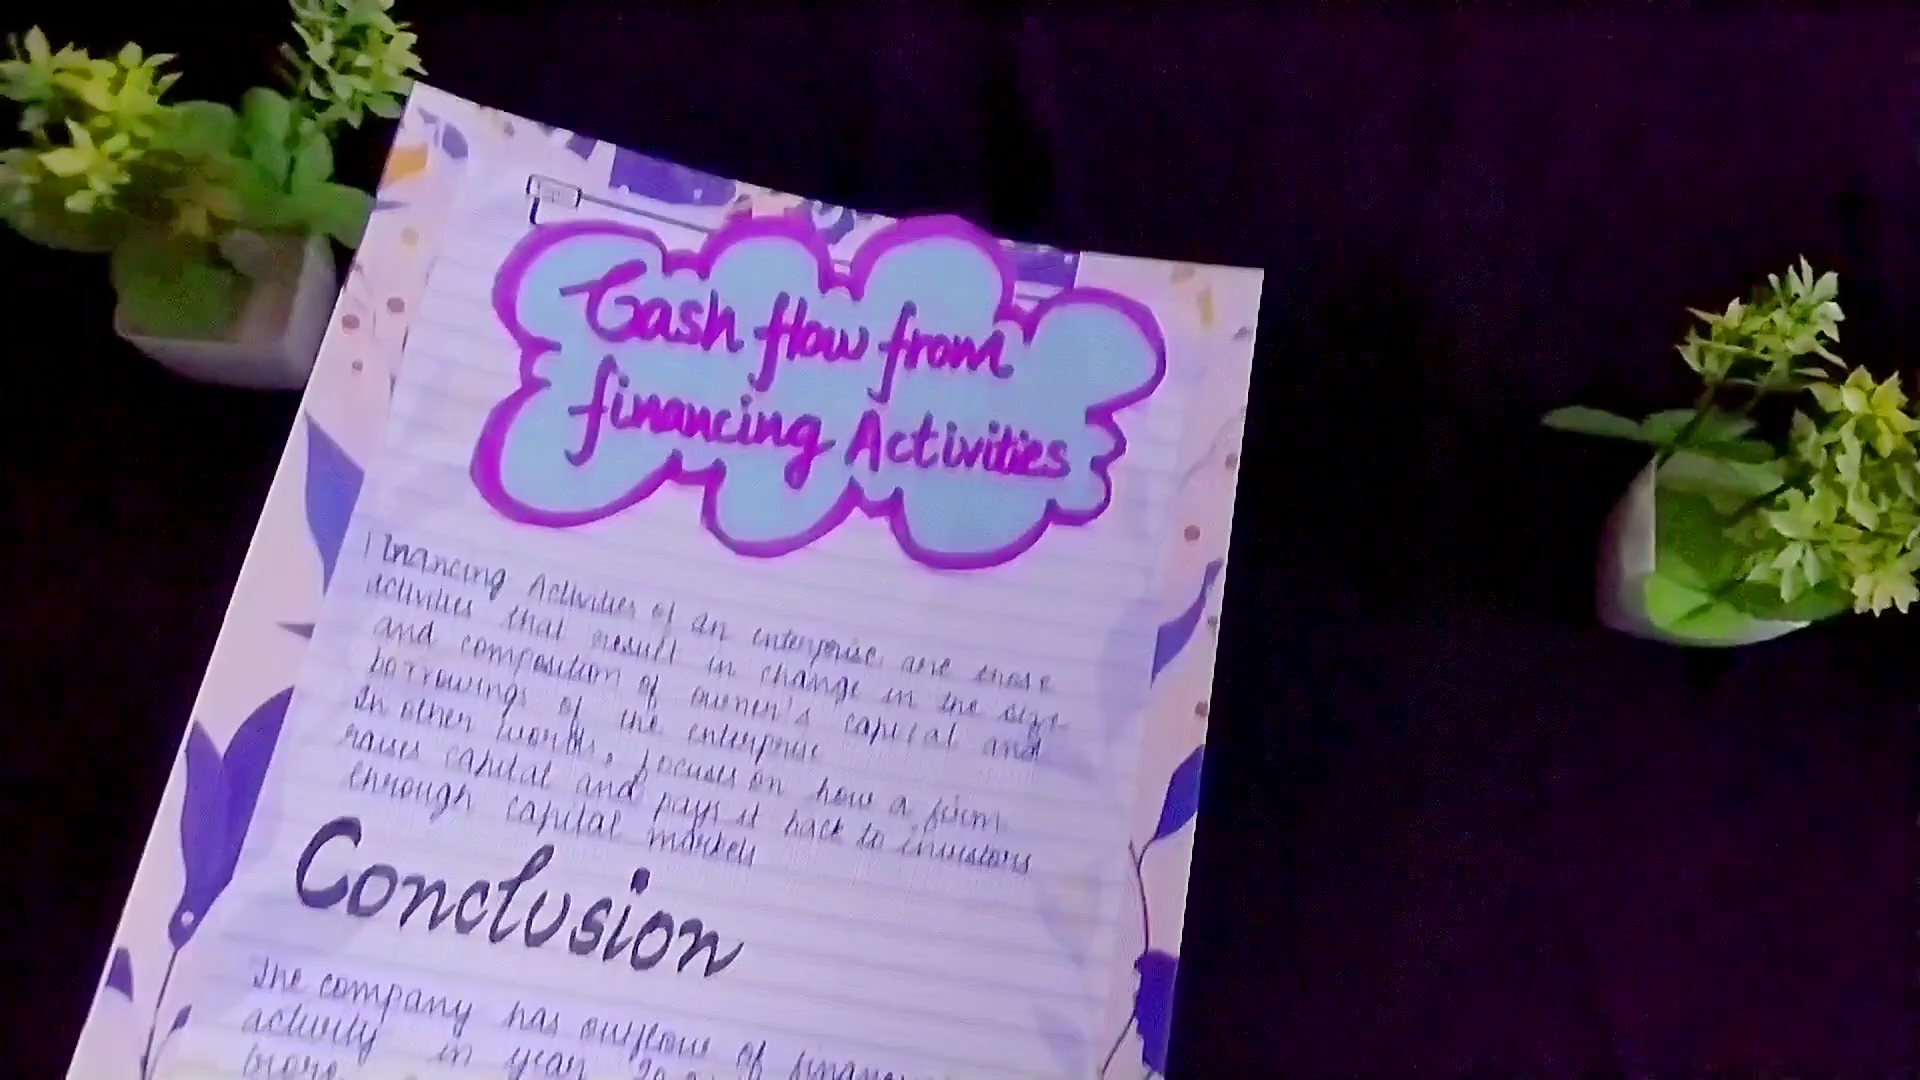 Cash flow from
financing Activities
Financing Activities of an enterprise are those
activities that result in change in the size
and composition of owner's capital and
borrowings of the enterprise
In other words, focuses on how a firm
raises capital and pays it back to investors
through capital markets
Conclusion
The company has outflow of
activity in year
more